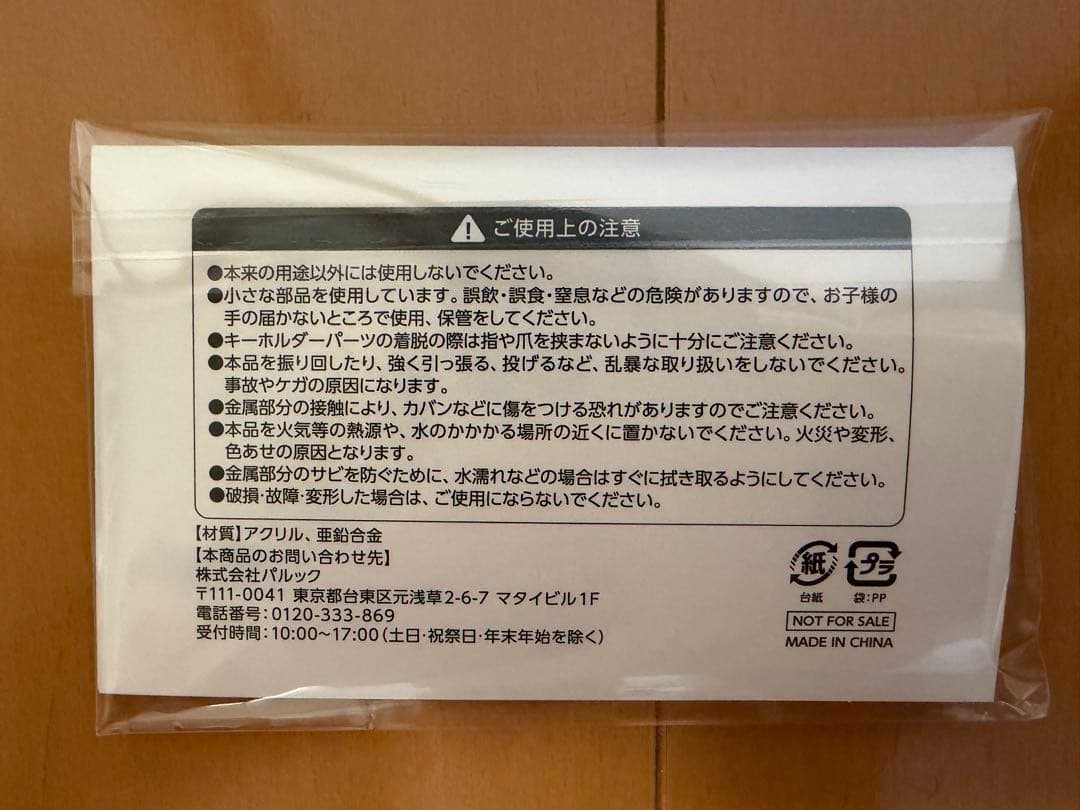 ご使用上の注意
●本来の用途以外には使用しないでください。
●小さな部品を使用しています。誤飲・誤食・窒息などの危険がありますので、お子様の
手の届かないところで使用、保管をしてください。
●キーホルダーパーツの着脱の際は指や爪を挟まないように十分にご注意ください。
●本品を振り回したり、強く引っ張る、投げるなど、乱暴な取り扱いをしないでください。
事故やケガの原因になります。
●金属部分の接触により、カバンなどに傷をつける恐れがありますのでご注意ください。
●本品を火気等の熱源や、水のかかかる場所の近くに置かないでください。火災や変形、
色あせの原因となります。
●金属部分のサビを防ぐために、水濡れなどの場合はすぐに拭き取るようにしてください。
●破損・故障・変形した場合は、ご使用にならないでください。
【材質】アクリル、亜鉛合金
【本商品のお問い合わせ先】
株式会社パルック
〒111-0041 東京都台東区元浅草2-6-7 マタイビル1F
電話番号：0120-333-869
受付時間：10:00～17:00（土日・祝祭日・年末年始を除く）
紙 プラ
台紙 袋：PP
NOT FOR SALE
MADE IN CHINA